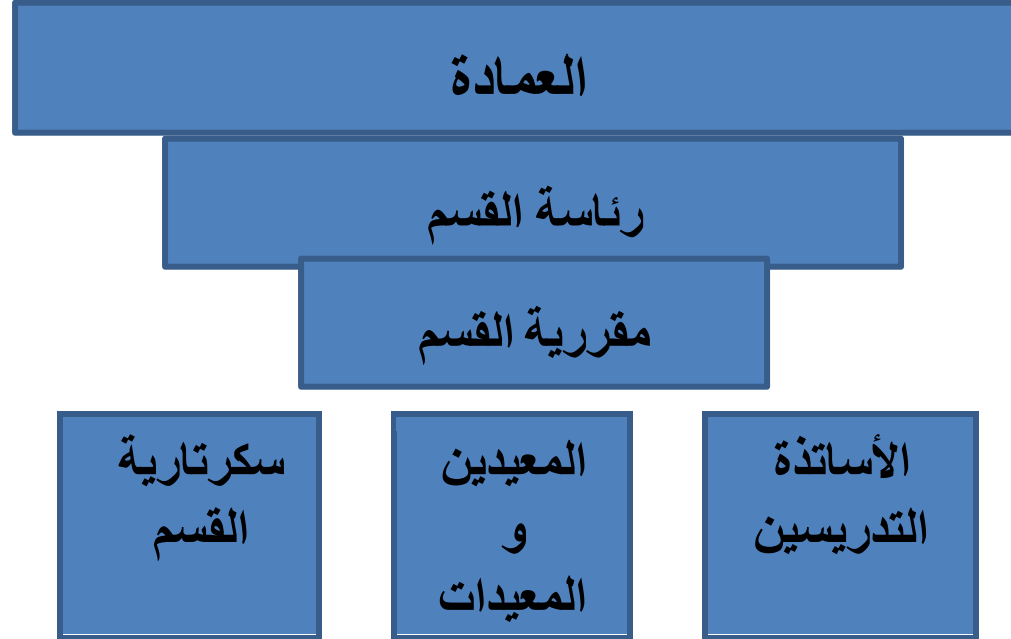 العمادة
رئاسة القسم
مقررية القسم
الأساتذة
التدريسين
المعيدين
و
المعيدات
سكرتارية
القسم